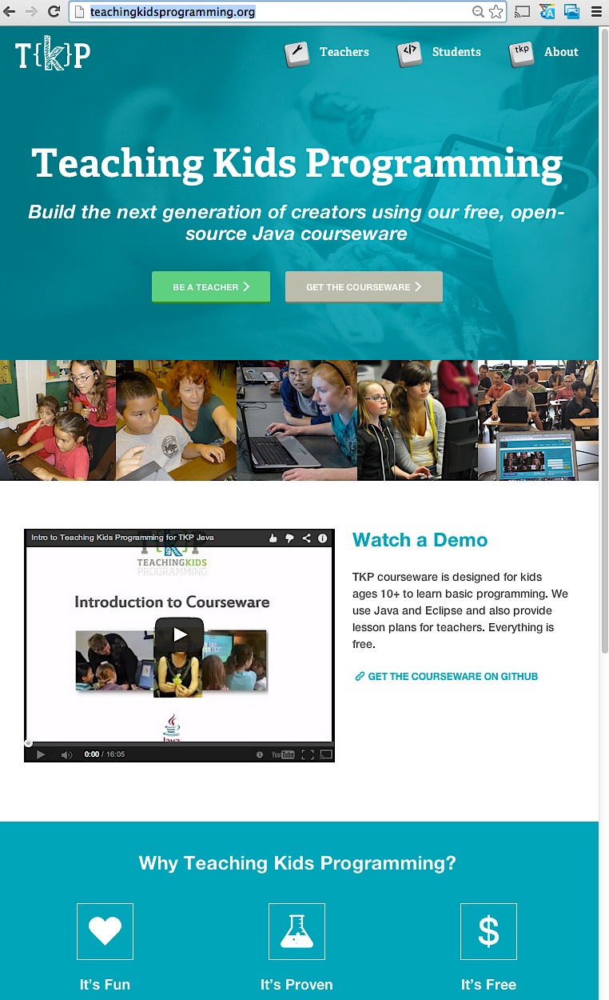 teachingkidsprogramming.org
T{k}P
Teachers
</>
Students
tkp
About
Teaching Kids Programming
Build the next generation of creators using our free, open-
source Java courseware
BE A TEACHER
GET THE COURSEWARE
Intro to Teaching Kids Programming for TKP Java
T{k}P
TEACHINGKIDS
PROGRAMMING
Introduction to Courseware
Java
0:00 / 16:05
YouTube
Watch a Demo
TKP courseware is designed for kids
ages 10+ to learn basic programming. We
use Java and Eclipse and also provide
lesson plans for teachers. Everything is
free.
GET THE COURSEWARE ON GITHUB
Why Teaching Kids Programming?
$
It's Fun
It's Proven
It's Free